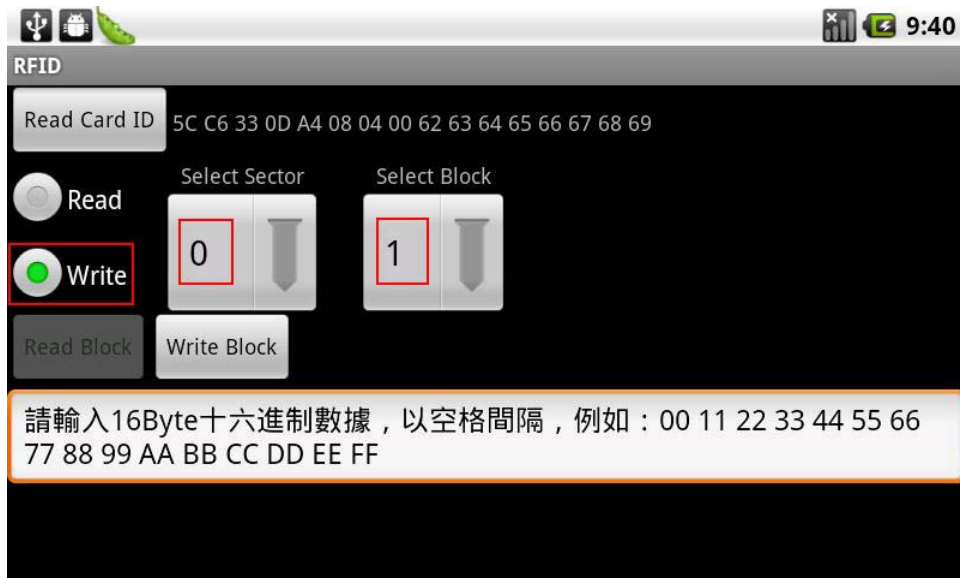 9:40
RFID
Read Card ID 5C C6 33 0D A4 08 04 00 62 63 64 65 66 67 68 69
Select Sector Select Block
Read
0 1
Write
Read Block Write Block
請輸入16Byte十六進制數據，以空格間隔，例如：00 11 22 33 44 55 66
77 88 99 AA BB CC DD EE FF